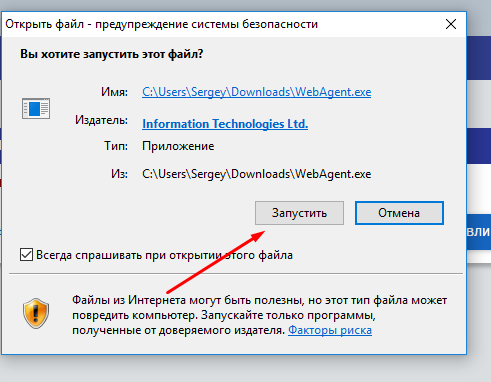 Открыть файл - предупреждение системы безопасности
Вы хотите запустить этот файл?
Имя: C:\Users\Sergey\Downloads\WebAgent.exe
Издатель: Information Technologies Ltd.
Тип: Приложение
Из: C:\Users\Sergey\Downloads\WebAgent.exe
Запустить Отмена
ВЛИ
Всегда спрашивать при открытии этого файла
Файлы из Интернета могут быть полезны, но этот тип файла может
повредить компьютер. Запускайте только программы,
полученные от доверяемого издателя. Факторы риска